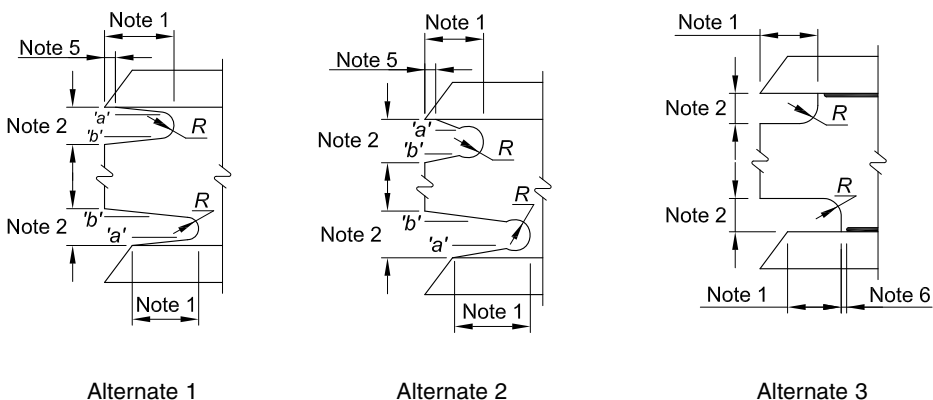 Note 1
Note 5
'a'
Note 2
'b'
R
R
'b'
Note 2
'a'
Note 1
Alternate 1
Note 1
Note 5
'a'
Note 2
'b'
R
R
'b'
Note 2
'a'
Note 1
Alternate 2
Note 1
Note 2
R
R
Note 2
Note 1
Note 6
Alternate 3